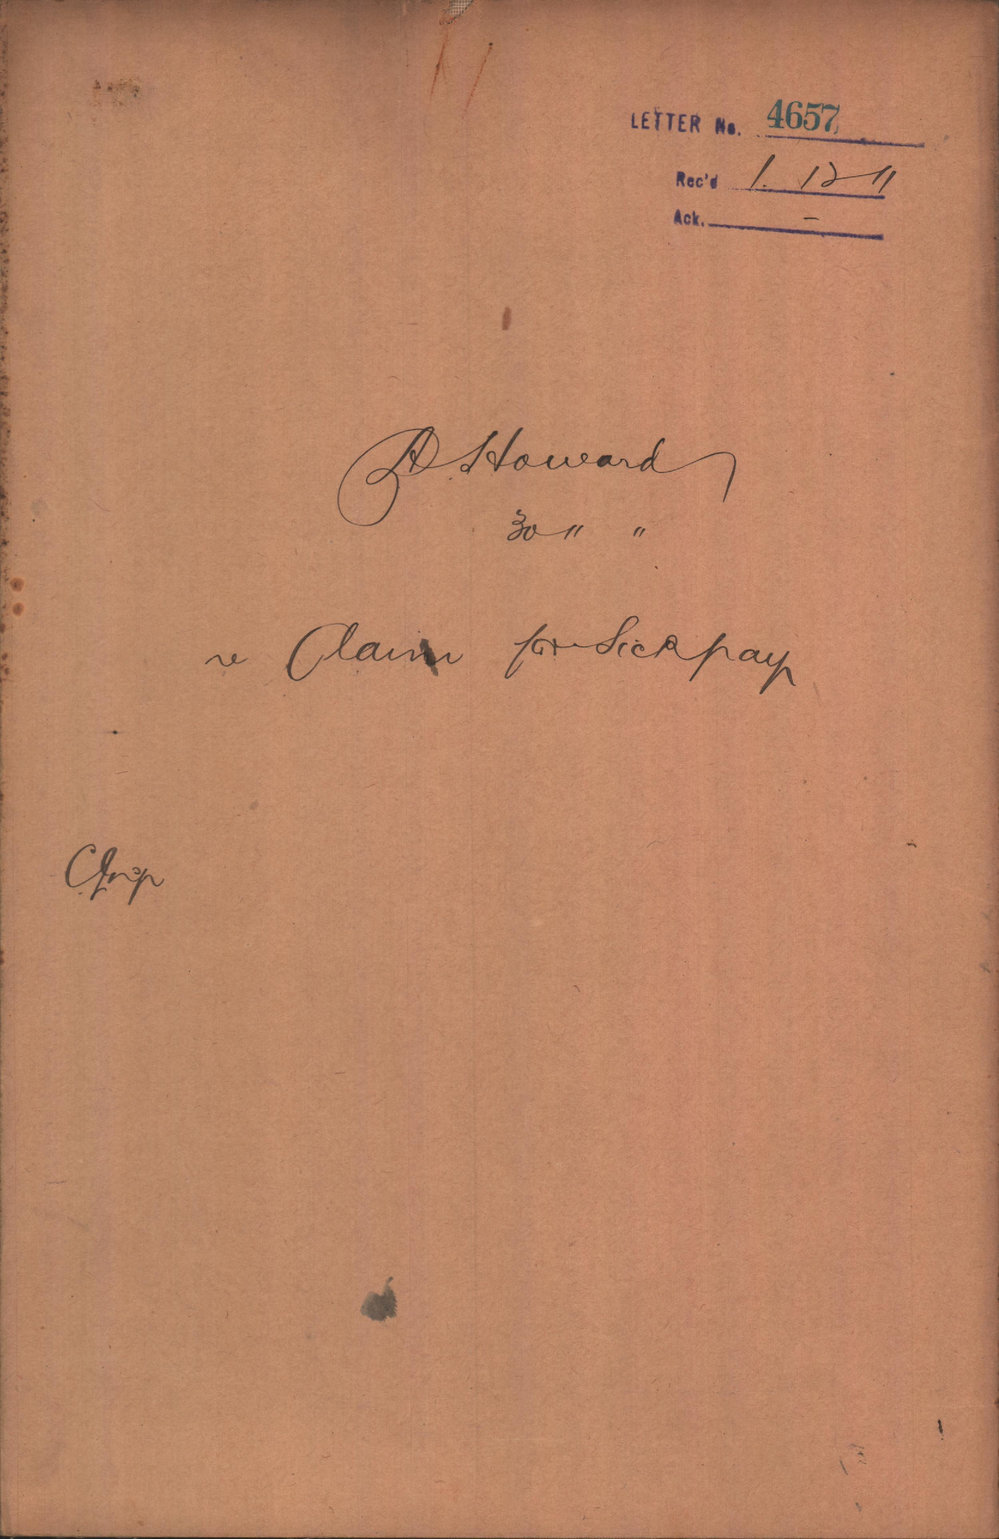 LETTER No. 4657
Rec'd 1. 12 11
Ack. –
A Howard
30 " "
re Claim for Sick pay